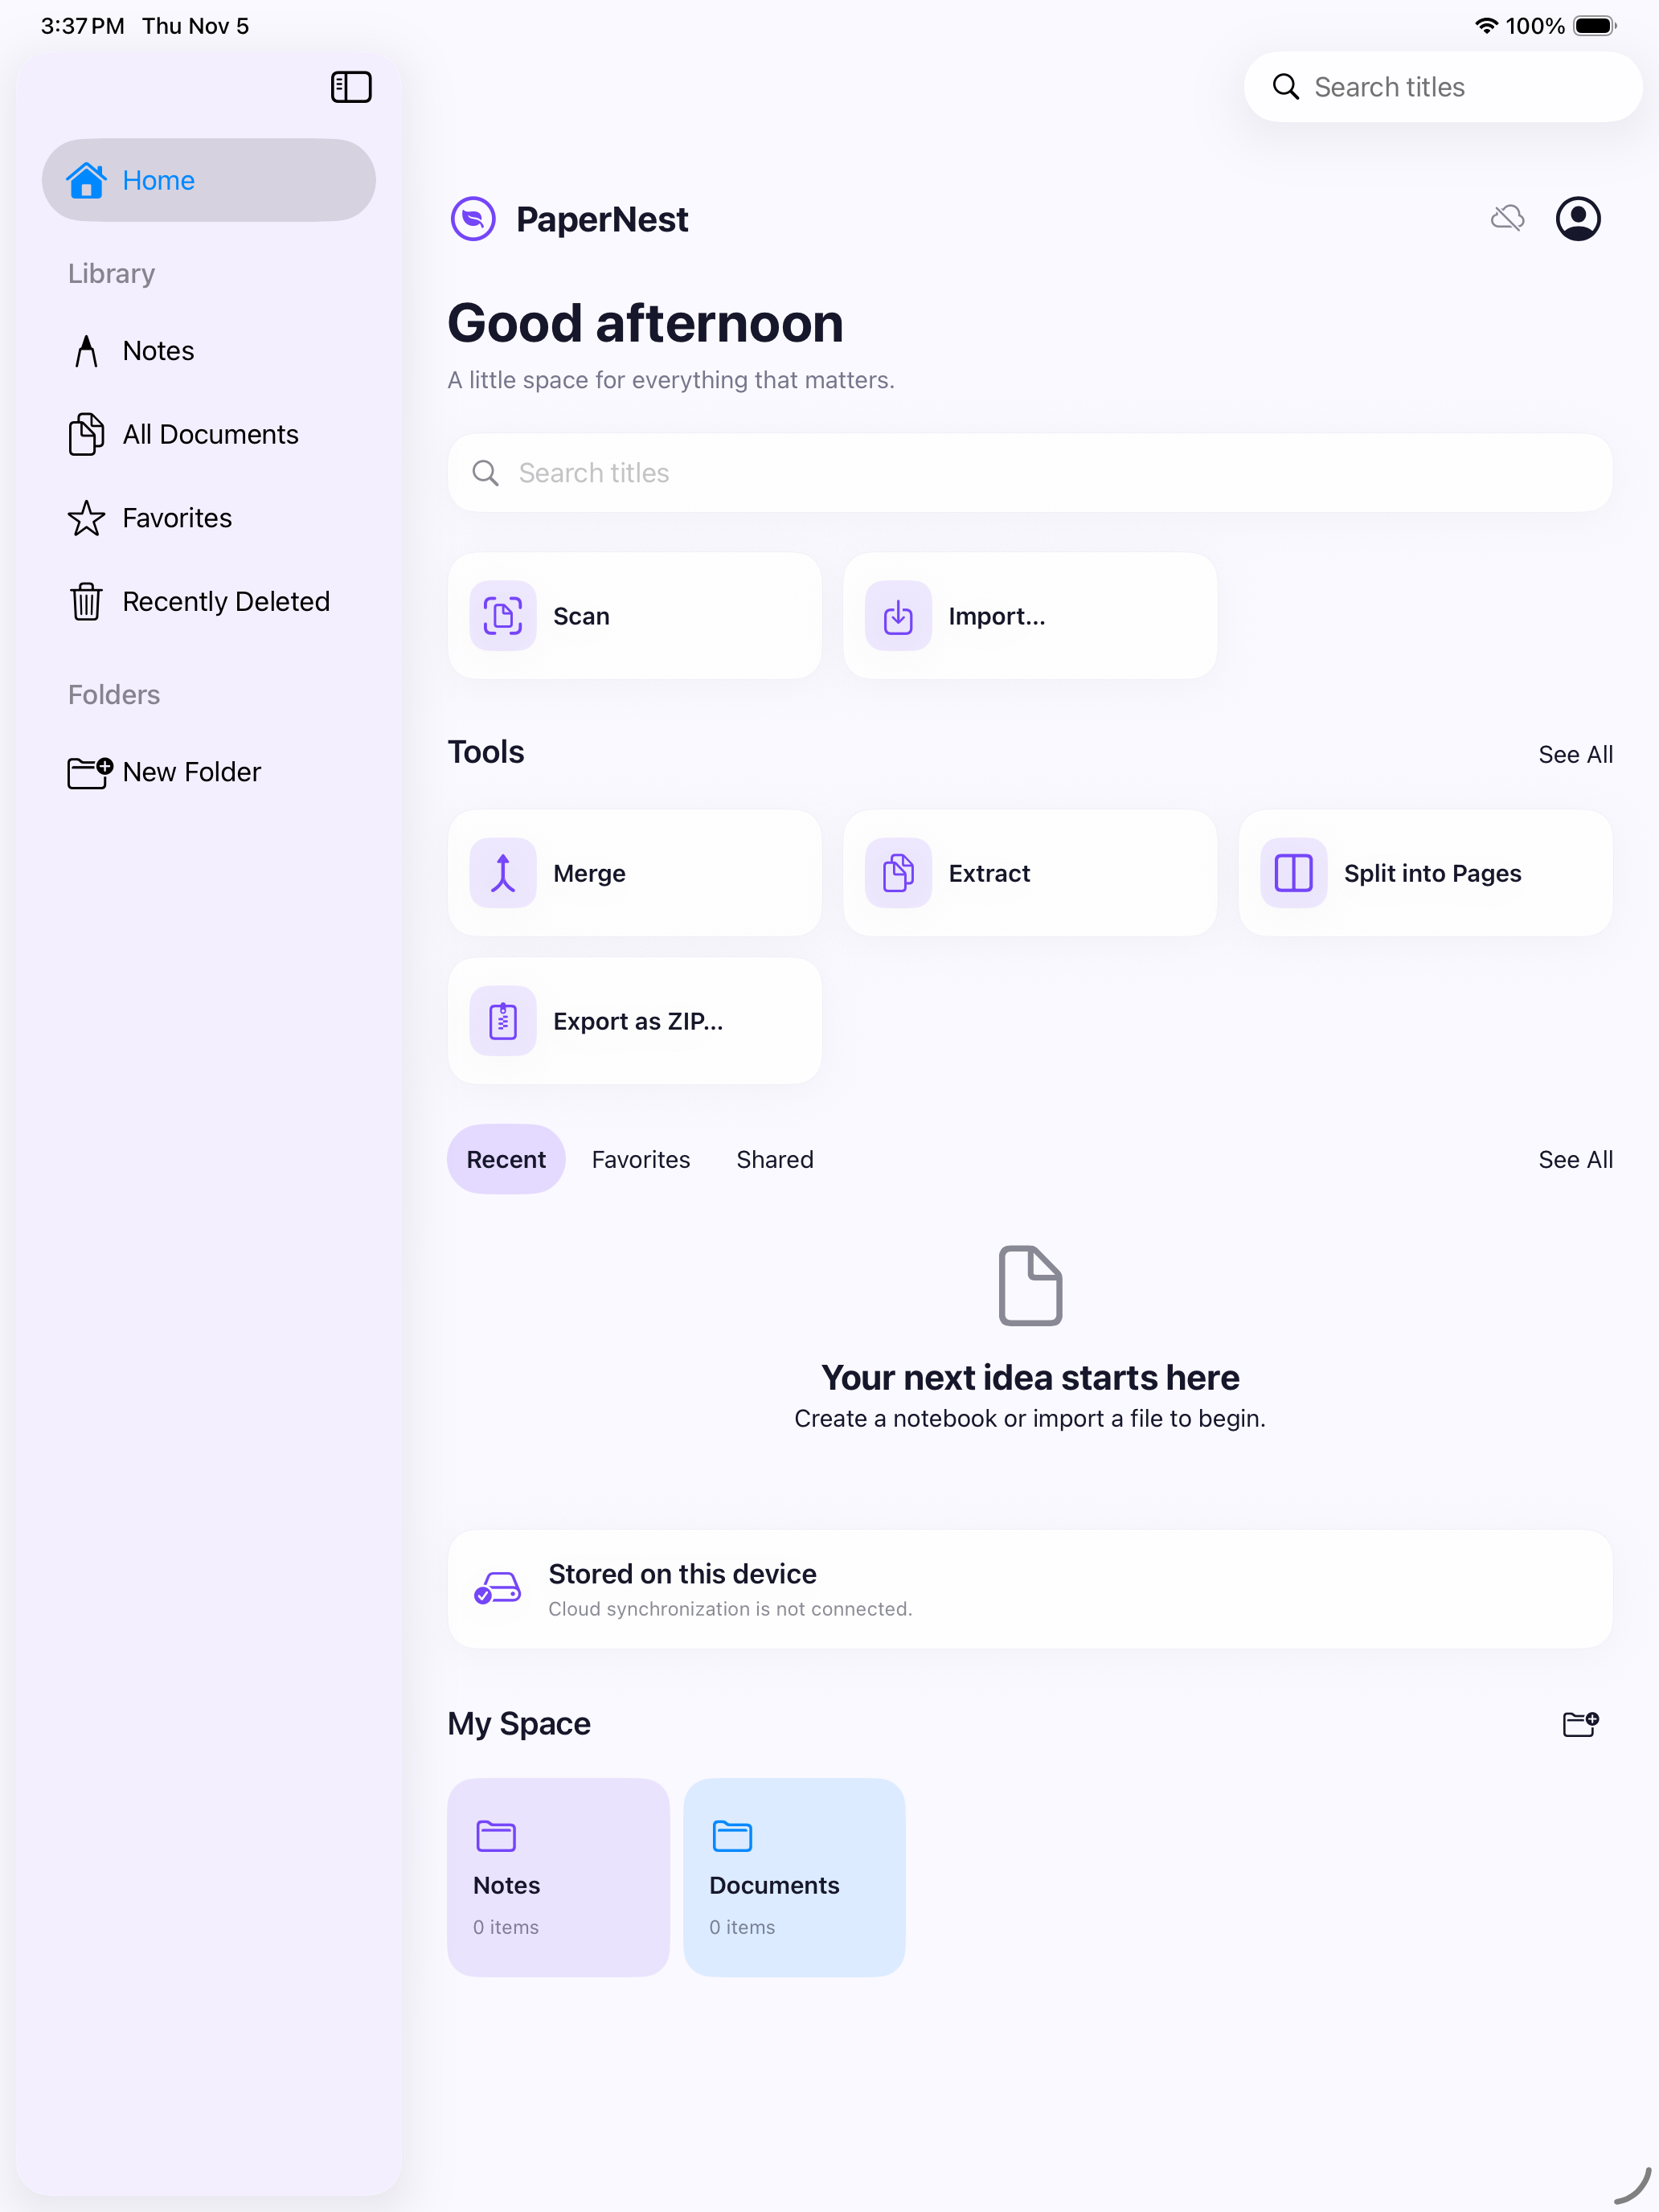 3:37 PM Thu Nov 5
100%
Search titles
Home
Library
Notes
All Documents
Favorites
Recently Deleted
Folders
New Folder
PaperNest
Good afternoon
A little space for everything that matters.
Search titles
Scan
Import...
Tools
See All
Merge
Extract
Split into Pages
Export as ZIP...
Recent
Favorites
Shared
See All
Your next idea starts here
Create a notebook or import a file to begin.
Stored on this device
Cloud synchronization is not connected.
My Space
Notes
0 items
Documents
0 items